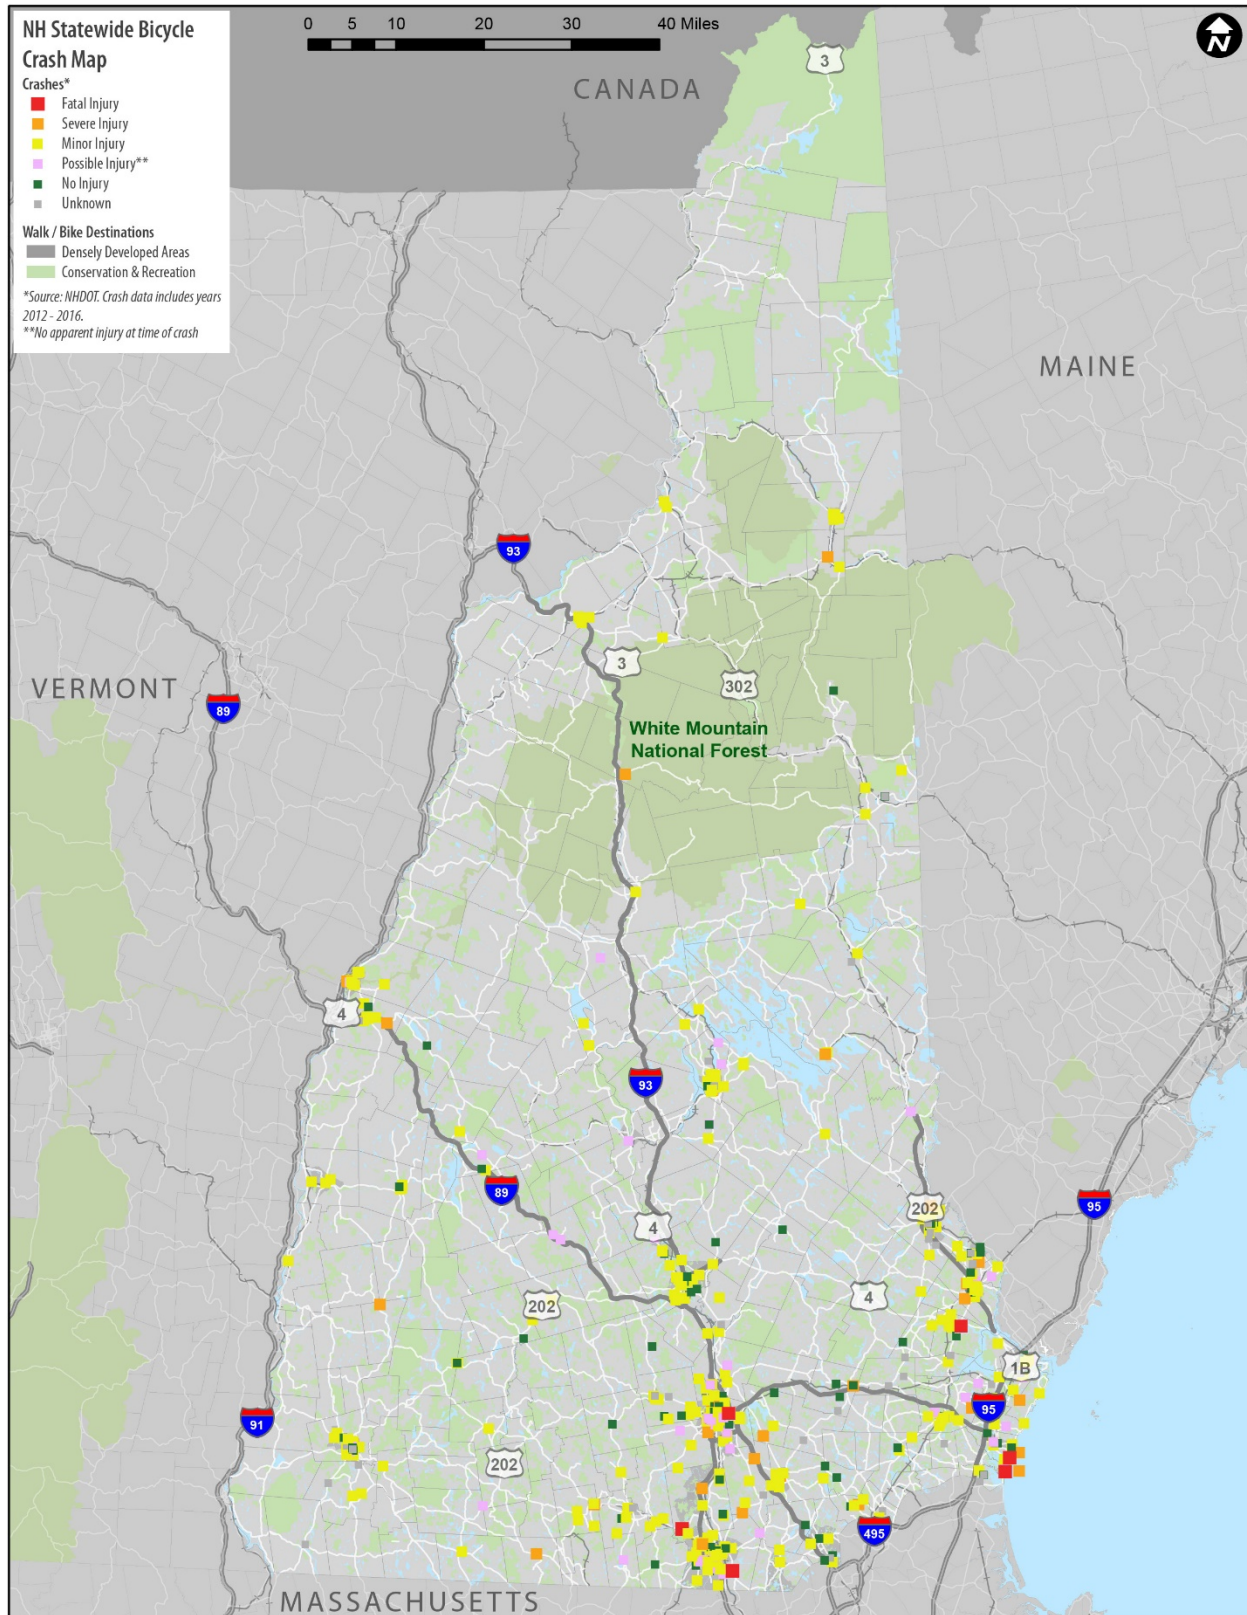 NH Statewide Bicycle
Crash Map
Crashes*
Fatal Injury
Severe Injury
Minor Injury
Possible Injury**
No Injury
Unknown
Walk / Bike Destinations
Densely Developed Areas
Conservation & Recreation
*Source: NHDOT. Crash data includes years
2012 - 2016.
**No apparent injury at time of crash
0 5 10 20 30 40 Miles
N
3
CANADA
MAINE
93
3
302
VERMONT
89
White Mountain
National Forest
4
93
89
202
95
4
202
4
1B
91
95
202
495
MASSACHUSETTS